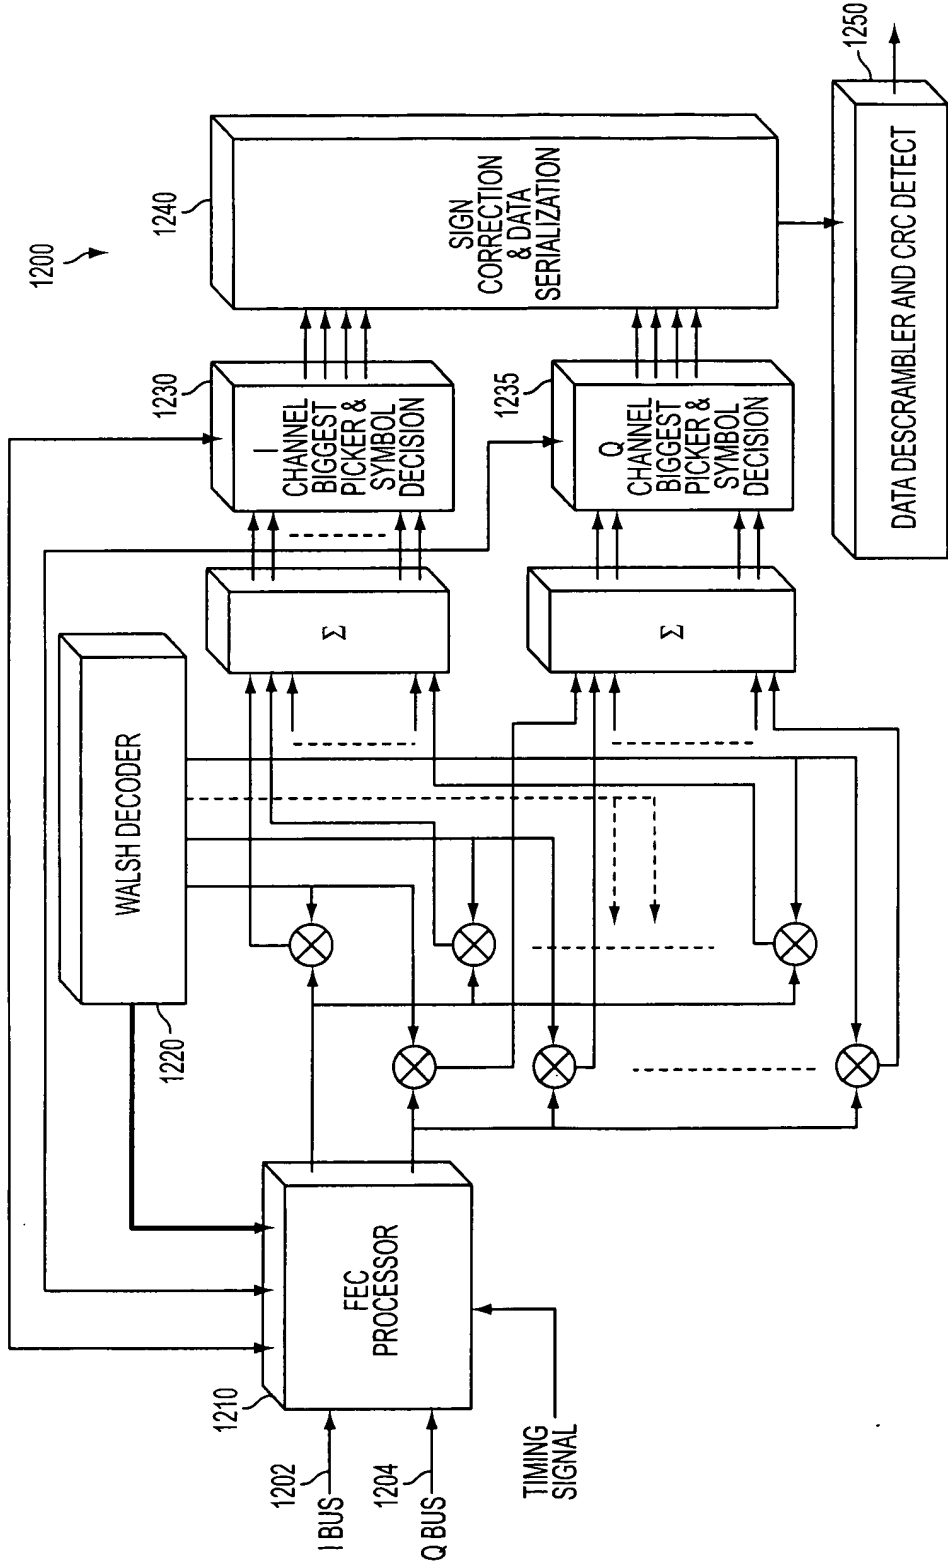 1200
WALSH DECODER
1220
FEC
PROCESSOR
1210
1202
I BUS
1204
Q BUS
TIMING
SIGNAL
Σ
Σ
1230
I
CHANNEL
BIGGEST
PICKER &
SYMBOL
DECISION
1235
Q
CHANNEL
BIGGEST
PICKER &
SYMBOL
DECISION
1240
SIGN
CORRECTION
& DATA
SERIALIZATION
1250
DATA DESCRAMBLER AND CRC DETECT